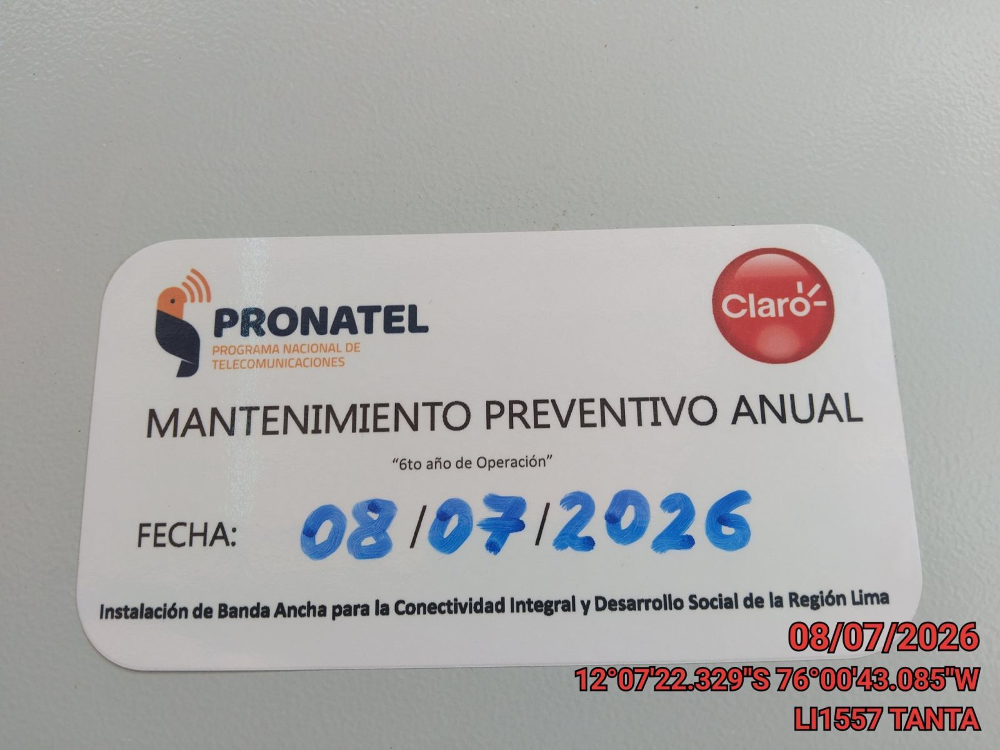 PRONATEL
PROGRAMA NACIONAL DE
TELECOMUNICACIONES
Claro
MANTENIMIENTO PREVENTIVO ANUAL
“6to año de Operación”
FECHA: 08/07/2026
Instalación de Banda Ancha para la Conectividad Integral y Desarrollo Social de la Región Lima
08/07/2026
12°07'22.329"S 76°00'43.085"W
LI1557 TANTA